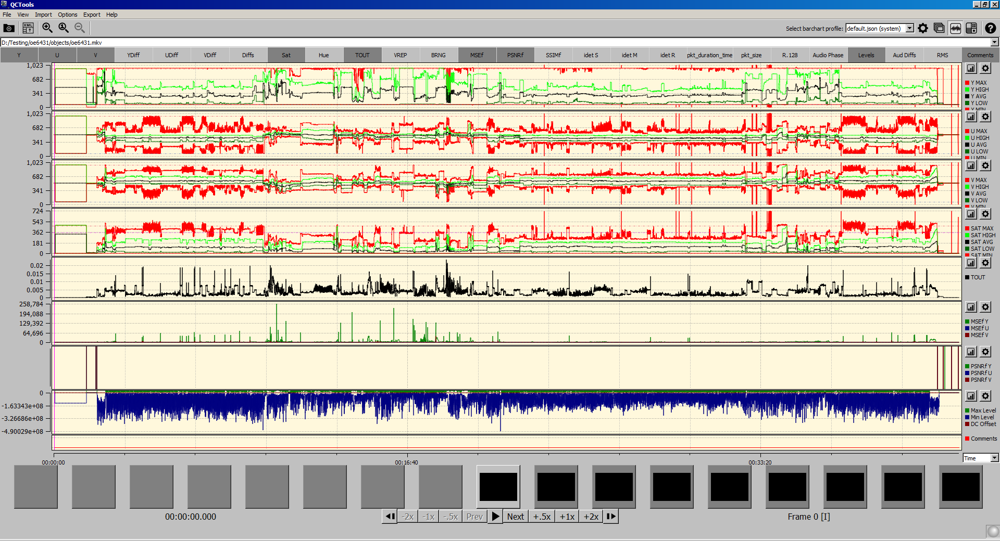 QCTools
File View Import Options Export Help
XML 1 Select barchart profile: default.json (system) ?
D:/Testing/oe6431/objects/oe6431.mkv
Y U V YDiff UDiff VDiff Diffs Sat Hue TOUT VREP BRNG MSEf PSNRf SSIMf idet S idet M idet R pkt_duration_time pkt_size R.128 Audio Phase Levels Aud Diffs RMS Comments
1,023
682
341
0
Y MAX
Y HIGH
Y AVG
Y LOW
Y MIN
1,023
682
341
0
U MAX
U HIGH
U AVG
U LOW
U MIN
1,023
682
341
0
V MAX
V HIGH
V AVG
V LOW
V MIN
724
543
362
181
0
SAT MAX
SAT HIGH
SAT AVG
SAT LOW
SAT MIN
0.02
0.015
0.01
0.005
0
TOUT
258,784
194,088
129,392
64,696
0
MSEf Y
MSEf U
MSEf V
PSNRf Y
PSNRf U
PSNRf V
0
-1.63343e+08
-3.26686e+08
-4.90029e+08
Max Level
Min Level
DC Offset
Comments
00:00:00 00:16:40 00:33:20 Time
00:00:00.000 -2x -1x -.5x Prev Next +.5x +1x +2x Frame 0 [I]